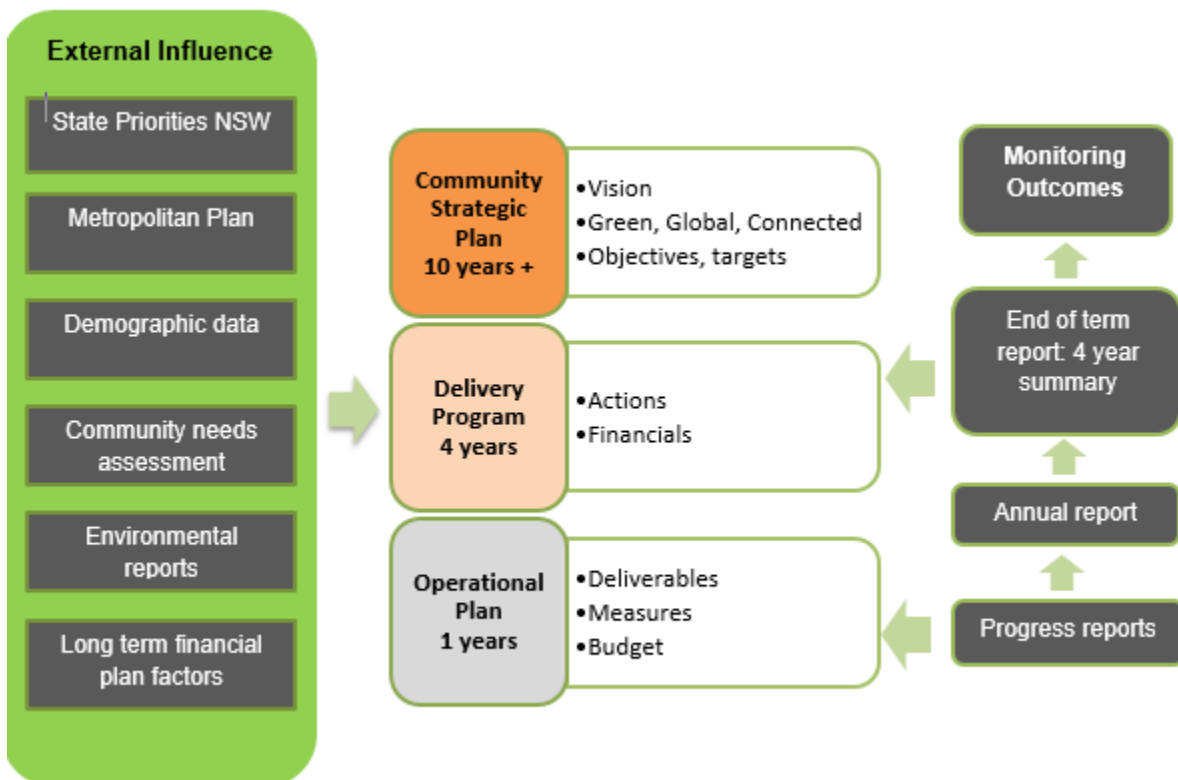 External Influence
State Priorities NSW
Metropolitan Plan
Demographic data
Community needs
assessment
Environmental
reports
Long term financial
plan factors
Community
Strategic
Plan
10 years +
•Vision
•Green, Global, Connected
•Objectives, targets
Delivery
Program
4 years
•Actions
•Financials
Operational
Plan
1 years
•Deliverables
•Measures
•Budget
Monitoring
Outcomes
End of term
report: 4 year
summary
Annual report
Progress reports